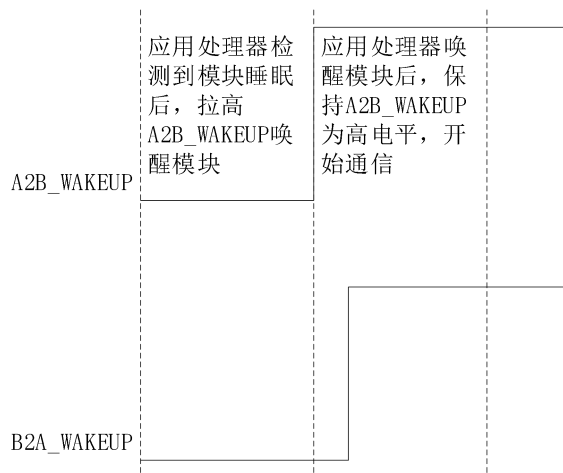 应用处理器检
测到模块睡眠
后，拉高
A2B_WAKEUP唤
醒模块
应用处理器唤
醒模块后，保
持A2B_WAKEUP
为高电平，开
始通信
A2B_WAKEUP
B2A_WAKEUP